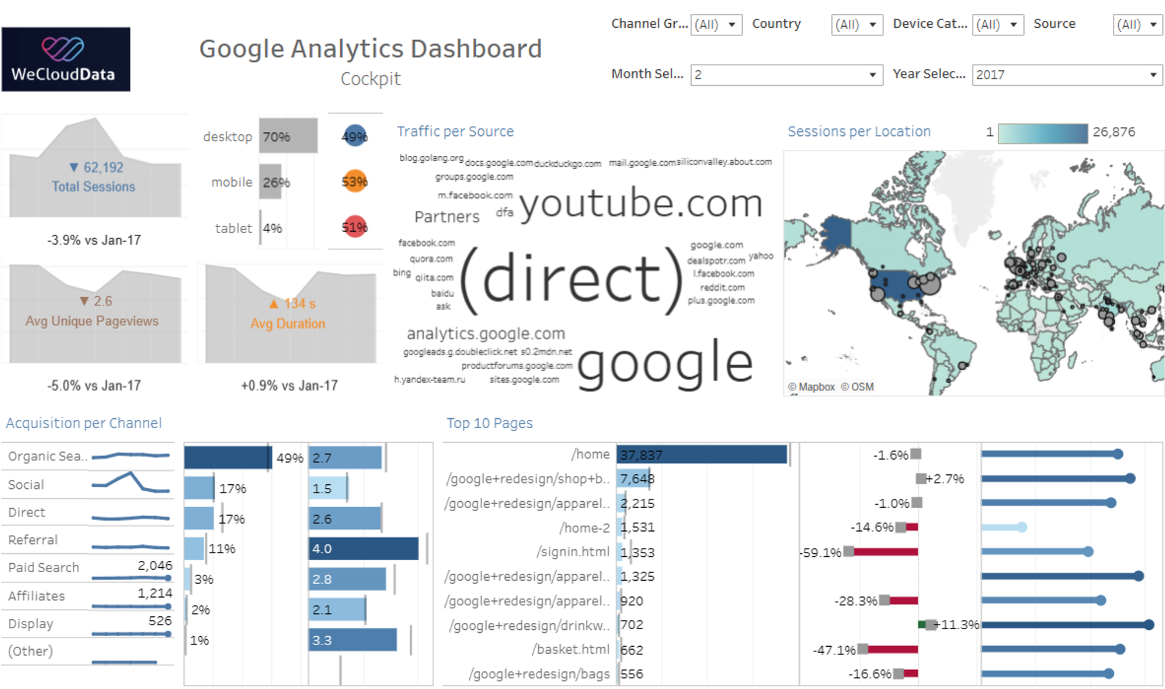 Channel Gr... (All) Country (All) Device Cat... (All) Source (All)
WeCloudData
Google Analytics Dashboard
Cockpit
Month Sel... 2 Year Selec... 2017
▼ 62,192
Total Sessions
-3.9% vs Jan-17
desktop 70% 49%
mobile 26% 53%
tablet 4% 51%
▼ 2.6
Avg Unique Pageviews
-5.0% vs Jan-17
▲ 134 s
Avg Duration
+0.9% vs Jan-17
Traffic per Source
blog.golang.org docs.google.com duckduckgo.com mail.google.com siliconvalley.about.com
groups.google.com
m.facebook.com
Partners dfa youtube.com
facebook.com
quora.com
bing qiita.com
baidu
ask
(direct)
google.com
dealspotr.com yahoo
l.facebook.com
reddit.com
plus.google.com
analytics.google.com
googleads.g.doubleclick.net s0.2mdn.net
productforums.google.com
h.yandex-team.ru sites.google.com
google
Sessions per Location 1 26,876
© Mapbox © OSM
Acquisition per Channel
Organic Sea.. 49% 2.7
Social 17% 1.5
Direct 17% 2.6
Referral 11% 4.0
Paid Search 2,046 3% 2.8
Affiliates 1,214 2% 2.1
Display 526 1% 3.3
(Other)
Top 10 Pages
/home 37,837 -1.6%
/google+redesign/shop+b.. 7,648 +2.7%
/google+redesign/apparel.. 2,215 -1.0%
/home-2 1,531 -14.6%
/signin.html 1,353 -59.1%
/google+redesign/apparel.. 1,325
/google+redesign/apparel.. 920 -28.3%
/google+redesign/drinkw.. 702 +11.3%
/basket.html 662 -47.1%
/google+redesign/bags 556 -16.6%